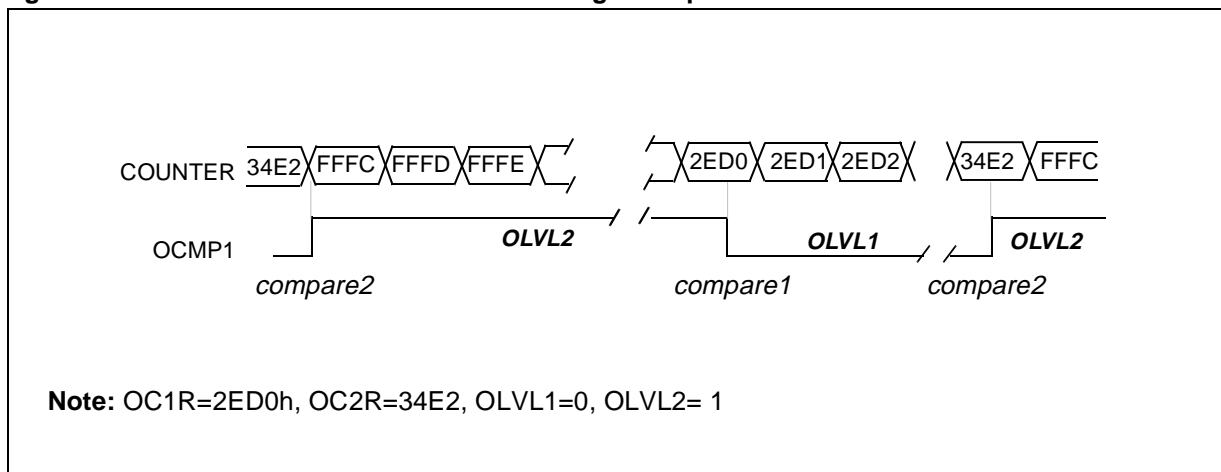 COUNTER 34E2 FFFC FFFD FFFE 2ED0 2ED1 2ED2 34E2 FFFC
OCMP1 OLVL2 OLVL1 OLVL2
compare2 compare1 compare2
Note: OC1R=2ED0h, OC2R=34E2, OLVL1=0, OLVL2= 1